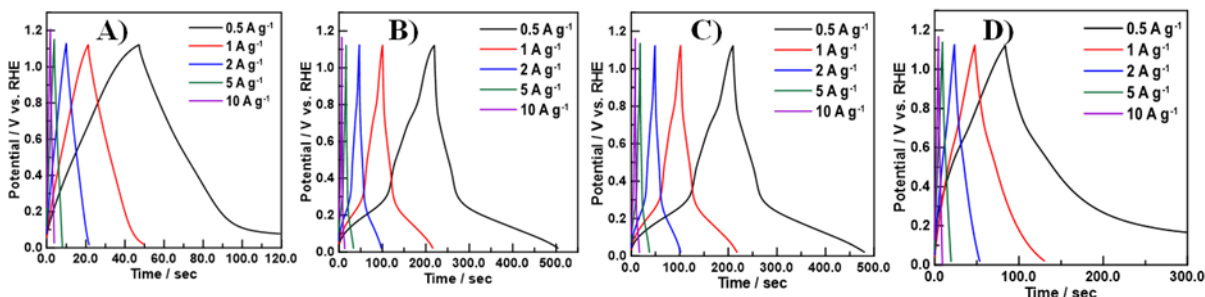 A)
0.5 A g⁻¹
1 A g⁻¹
2 A g⁻¹
5 A g⁻¹
10 A g⁻¹
Potential / V vs. RHE
1.2
1.0
0.8
0.6
0.4
0.2
0.0
0.0 20.0 40.0 60.0 80.0 100.0 120.0
Time / sec
B)
0.5 A g⁻¹
1 A g⁻¹
2 A g⁻¹
5 A g⁻¹
10 A g⁻¹
Potential / V vs. RHE
1.2
1.0
0.8
0.6
0.4
0.2
0.0
0.0 100.0 200.0 300.0 400.0 500.0
Time / sec
C)
0.5 A g⁻¹
1 A g⁻¹
2 A g⁻¹
5 A g⁻¹
10 A g⁻¹
Potential / V vs. RHE
1.2
1.0
0.8
0.6
0.4
0.2
0.0
0.0 100.0 200.0 300.0 400.0 500.0
Time / sec
D)
0.5 A g⁻¹
1 A g⁻¹
2 A g⁻¹
5 A g⁻¹
10 A g⁻¹
Potential / V vs. RHE
1.2
1.0
0.8
0.6
0.4
0.2
0.0
0.0 100.0 200.0 300.0
Time / sec